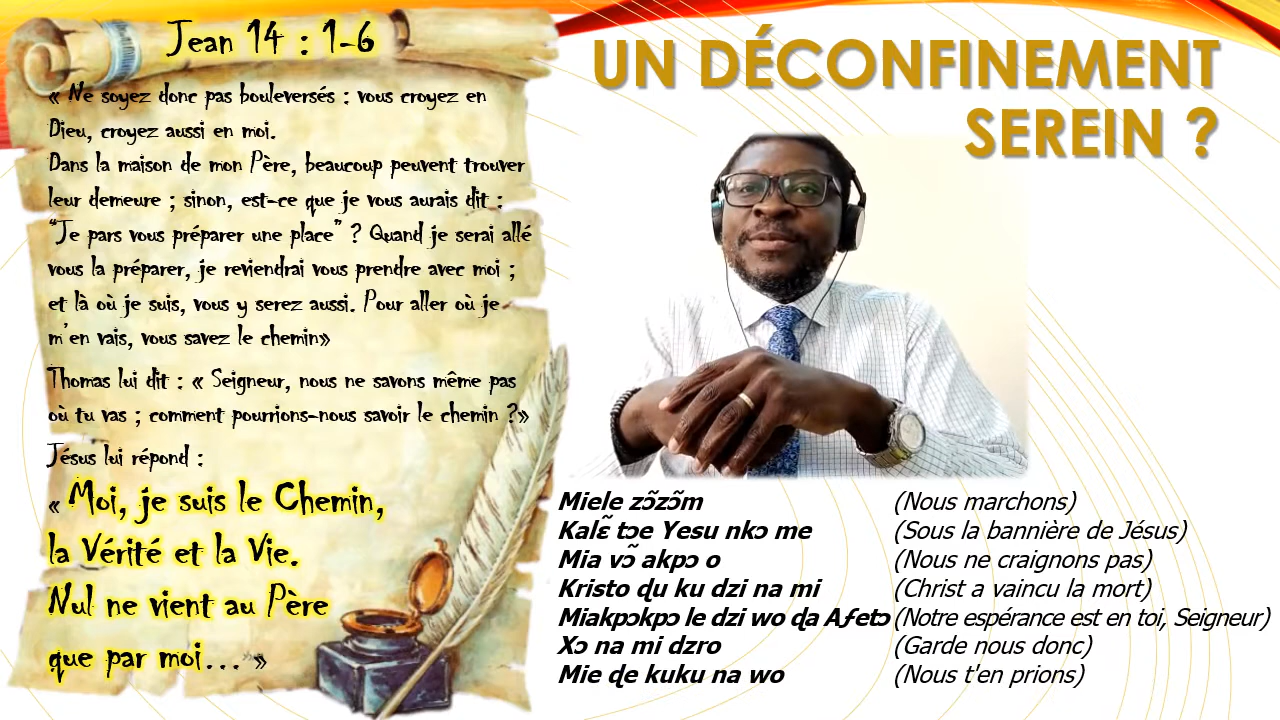 Jean 14 : 1-6
« Ne soyez donc pas bouleversés : vous croyez en
Dieu, croyez aussi en moi.
Dans la maison de mon Père, beaucoup peuvent trouver
leur demeure ; sinon, est-ce que je vous aurais dit :
“Je pars vous préparer une place” ? Quand je serai allé
vous la préparer, je reviendrai vous prendre avec moi ;
et là où je suis, vous y serez aussi. Pour aller où je
m'en vais, vous savez le chemin»
Thomas lui dit : « Seigneur, nous ne savons même pas
où tu vas ; comment pourrions-nous savoir le chemin ?»
Jésus lui répond :
« Moi, je suis le Chemin,
la Vérité et la Vie.
Nul ne vient au Père
que par moi... »
UN DÉCONFINEMENT
SEREIN ?
Miele zɔ̃zɔ̃m (Nous marchons)
Kalɛ̃ tɔe Yesu nkɔ me (Sous la bannière de Jésus)
Mia vɔ̃ akpɔ o (Nous ne craignons pas)
Kristo ɖu ku dzi na mi (Christ a vaincu la mort)
Miakpɔkpɔ le dzi wo ɖa Aƒetɔ (Notre espérance est en toi, Seigneur)
Xɔ na mi dzro (Garde nous donc)
Mie ɖe kuku na wo (Nous t'en prions)